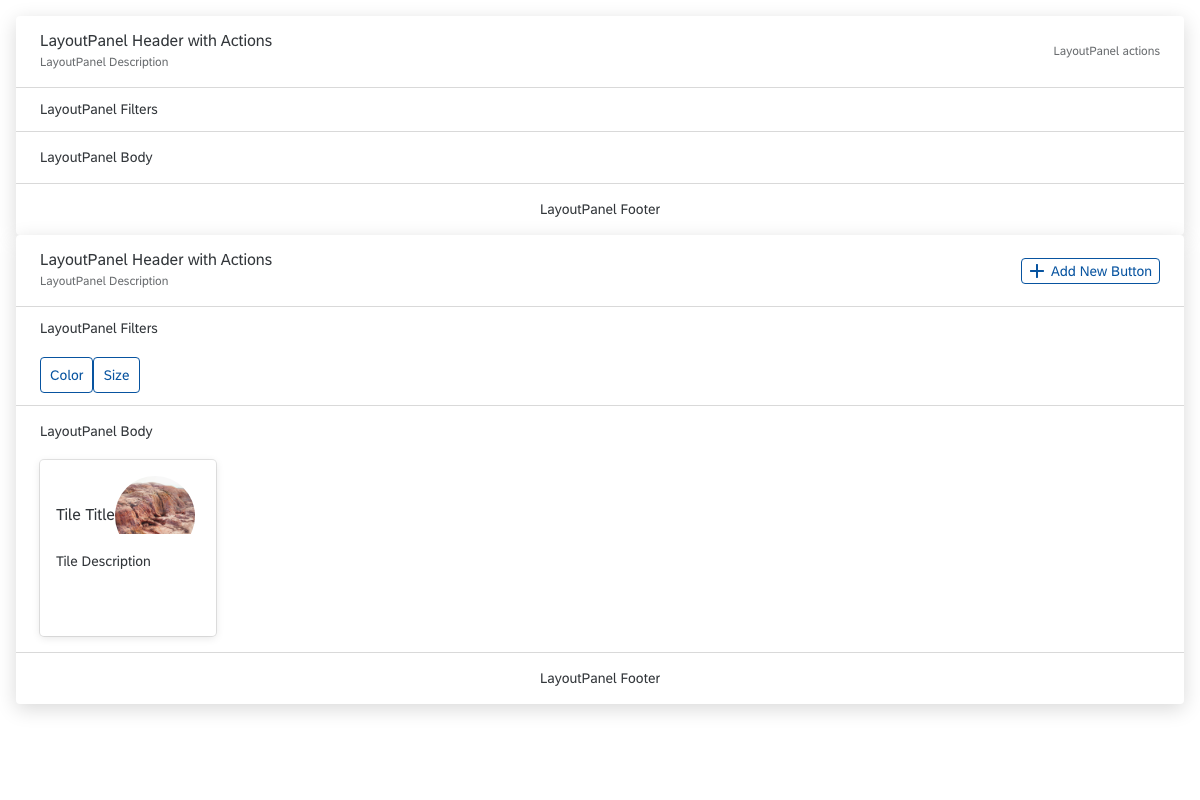 LayoutPanel Header with Actions
LayoutPanel Description
LayoutPanel actions
LayoutPanel Filters
LayoutPanel Body
LayoutPanel Footer
LayoutPanel Header with Actions
LayoutPanel Description
Add New Button
LayoutPanel Filters
Color Size
LayoutPanel Body
Tile Title
Tile Description
LayoutPanel Footer